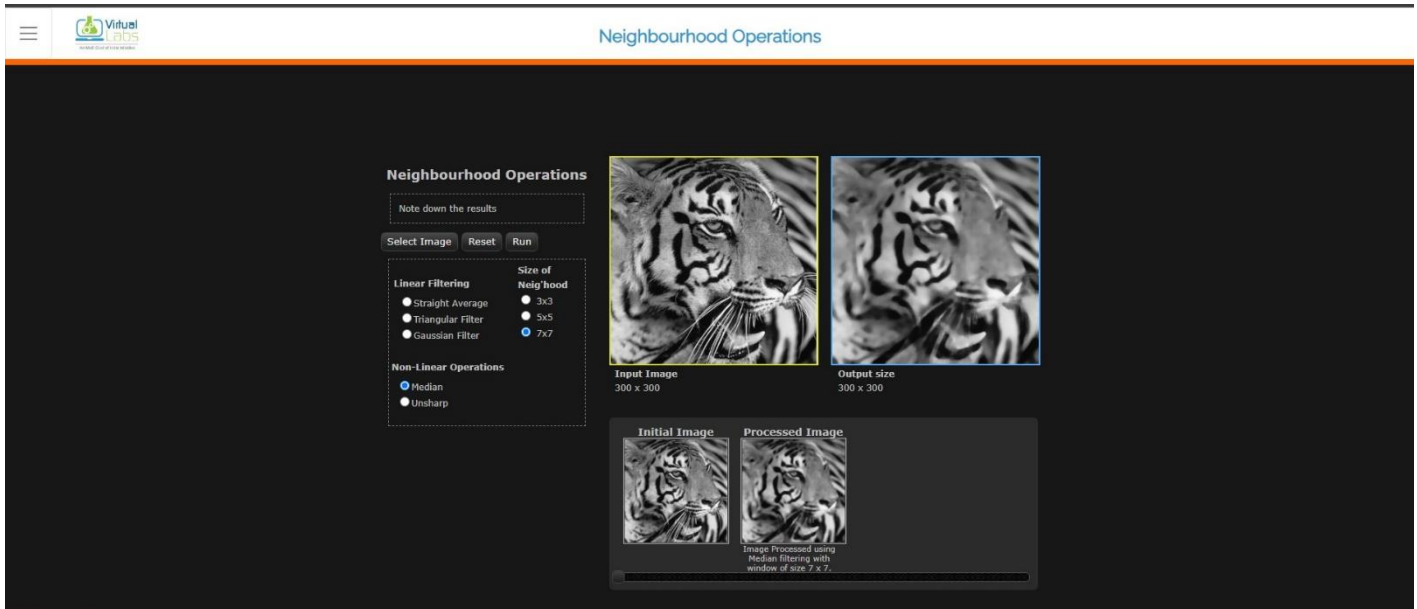 Virtual
Labs
Neighbourhood Operations
Neighbourhood Operations
Note down the results
Select Image Reset Run
Linear Filtering
Straight Average
Triangular Filter
Gaussian Filter
Size of
Neig'hood
3x3
5x5
7x7
Non-Linear Operations
Median
Unsharp
Input Image
300 x 300
Output size
300 x 300
Initial Image
Processed Image
Image Processed using
Median filtering with
window of size 7 x 7.